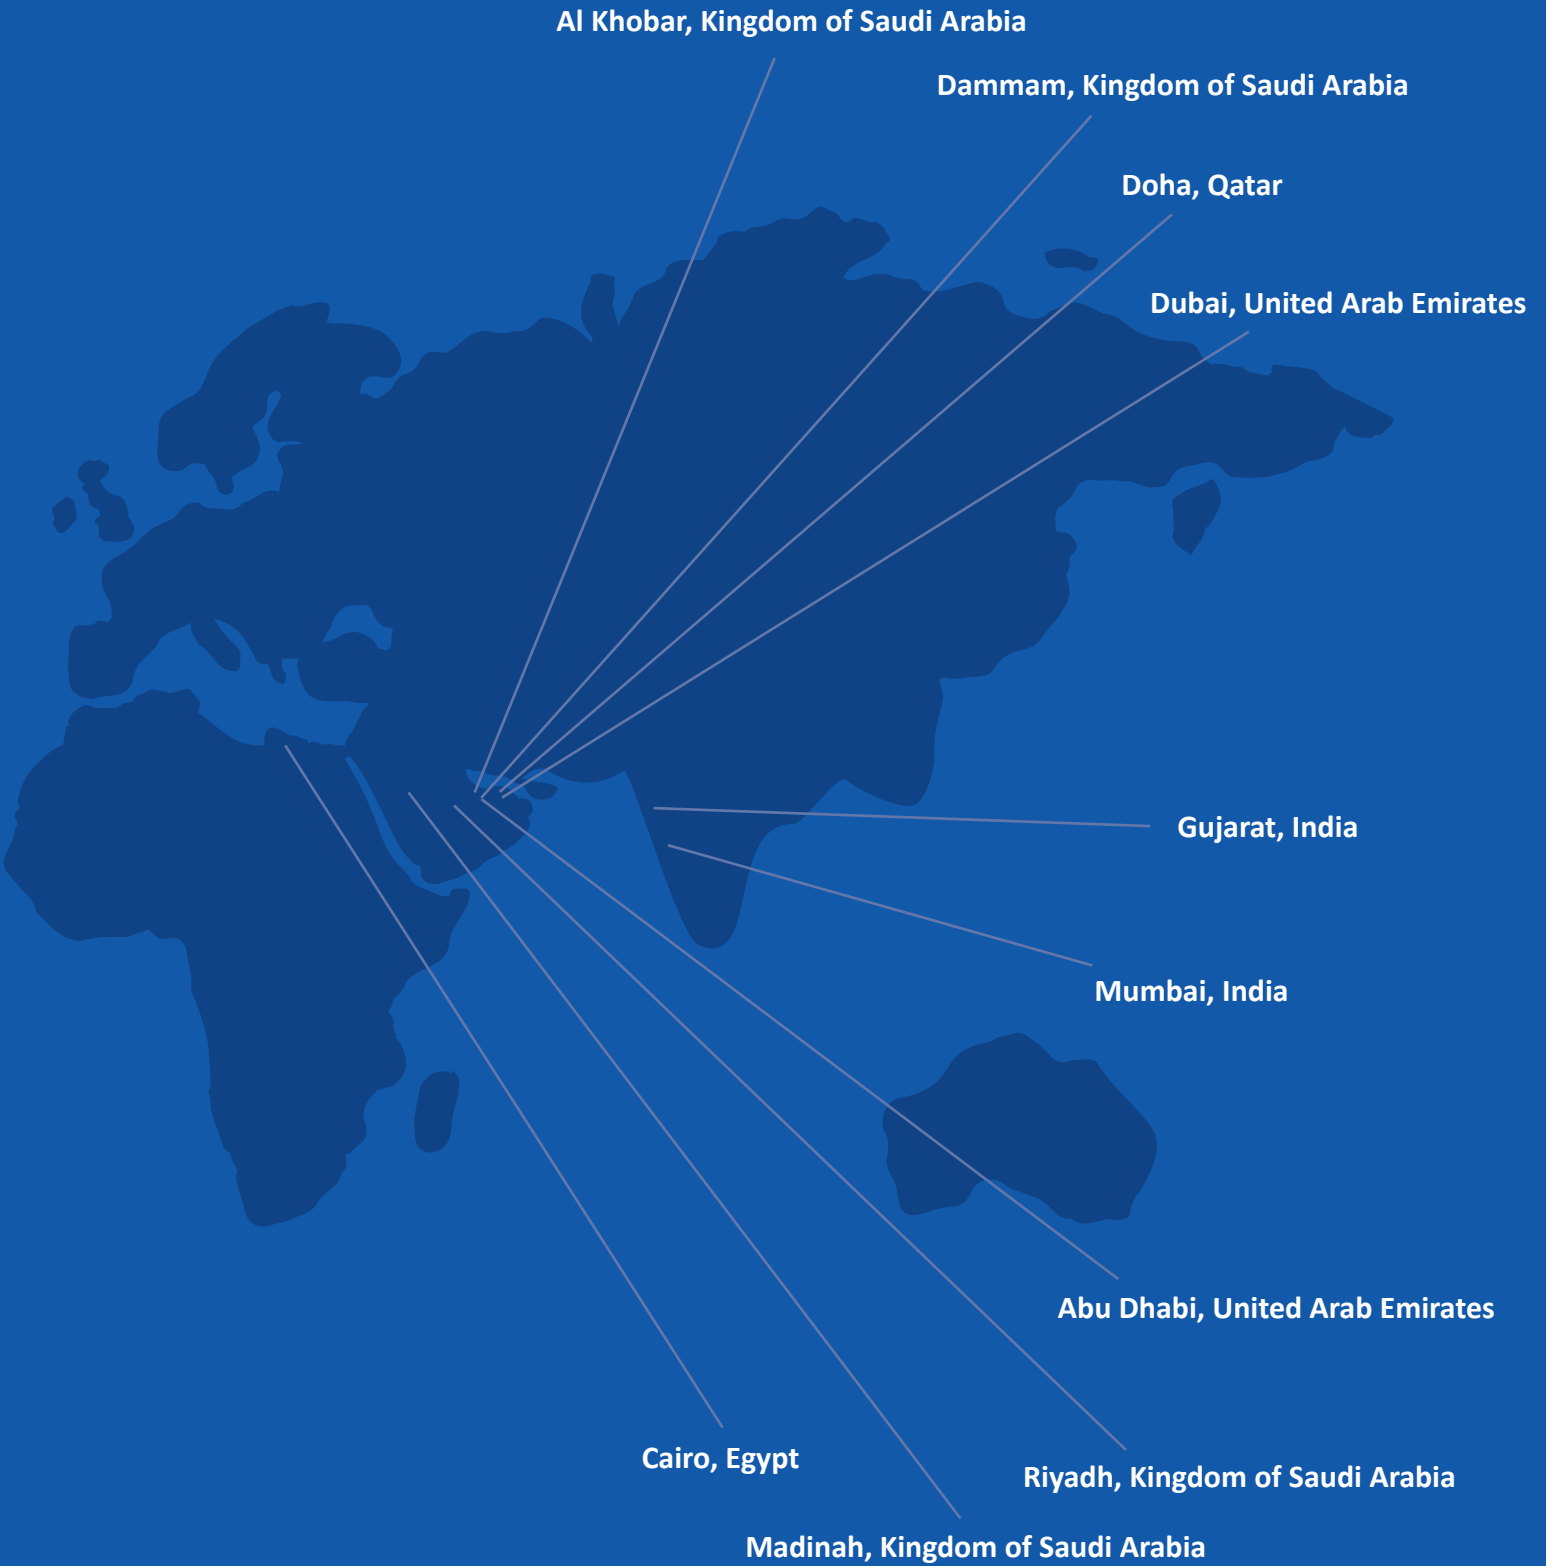 Al Khobar, Kingdom of Saudi Arabia
Dammam, Kingdom of Saudi Arabia
Doha, Qatar
Dubai, United Arab Emirates
Gujarat, India
Mumbai, India
Abu Dhabi, United Arab Emirates
Cairo, Egypt
Riyadh, Kingdom of Saudi Arabia
Madinah, Kingdom of Saudi Arabia